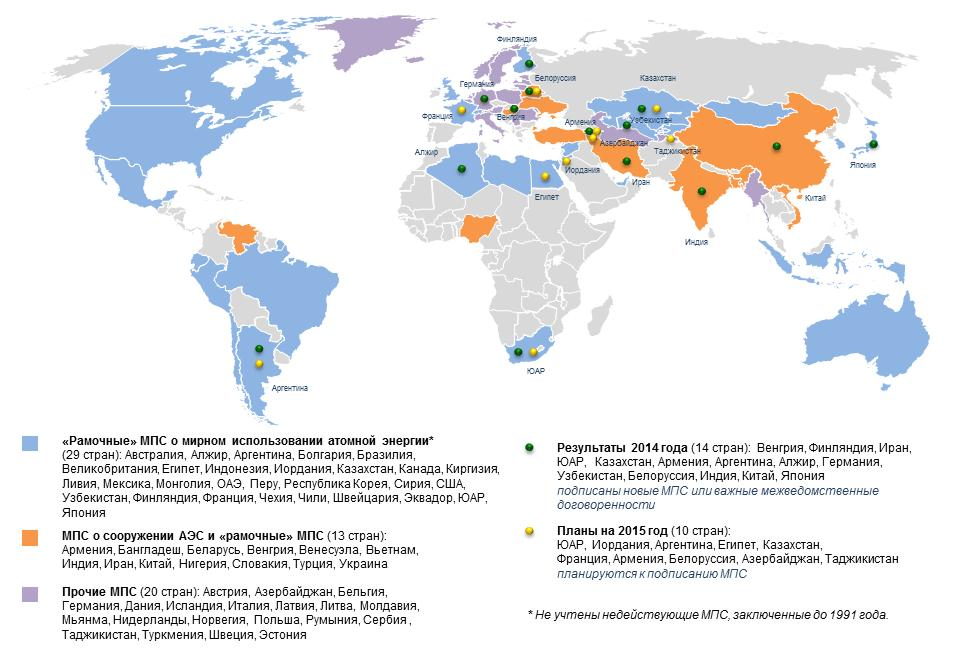 Финляндия
Германия
Белоруссия
Казахстан
Франция
Венгрия
Армения
Узбекистан
Азербайджан
Таджикистан
Япония
Алжир
Иордания
Иран
Египет
Китай
Индия
ЮАР
Аргентина
«Рамочные» МПС о мирном использовании атомной энергии*
(29 стран): Австралия, Алжир, Аргентина, Болгария, Бразилия,
Великобритания, Египет, Индонезия, Иордания, Казахстан, Канада, Киргизия,
Ливия, Мексика, Монголия, ОАЭ, Перу, Республика Корея, Сирия, США,
Узбекистан, Финляндия, Франция, Чехия, Чили, Швейцария, Эквадор, ЮАР,
Япония
МПС о сооружении АЭС и «рамочные» МПС (13 стран):
Армения, Бангладеш, Беларусь, Венгрия, Венесуэла, Вьетнам,
Индия, Иран, Китай, Нигерия, Словакия, Турция, Украина
Прочие МПС (20 стран): Австрия, Азербайджан, Бельгия,
Германия, Дания, Исландия, Италия, Латвия, Литва, Молдавия,
Мьянма, Нидерланды, Норвегия, Польша, Румыния, Сербия,
Таджикистан, Туркмения, Швеция, Эстония
Результаты 2014 года (14 стран): Венгрия, Финляндия, Иран,
ЮАР, Казахстан, Армения, Аргентина, Алжир, Германия,
Узбекистан, Белоруссия, Индия, Китай, Япония
подписаны новые МПС или важные межведомственные
договоренности
Планы на 2015 год (10 стран):
ЮАР, Иордания, Аргентина, Египет, Казахстан,
Франция, Армения, Белоруссия, Азербайджан, Таджикистан
планируются к подписанию МПС
* Не учтены недействующие МПС, заключенные до 1991 года.